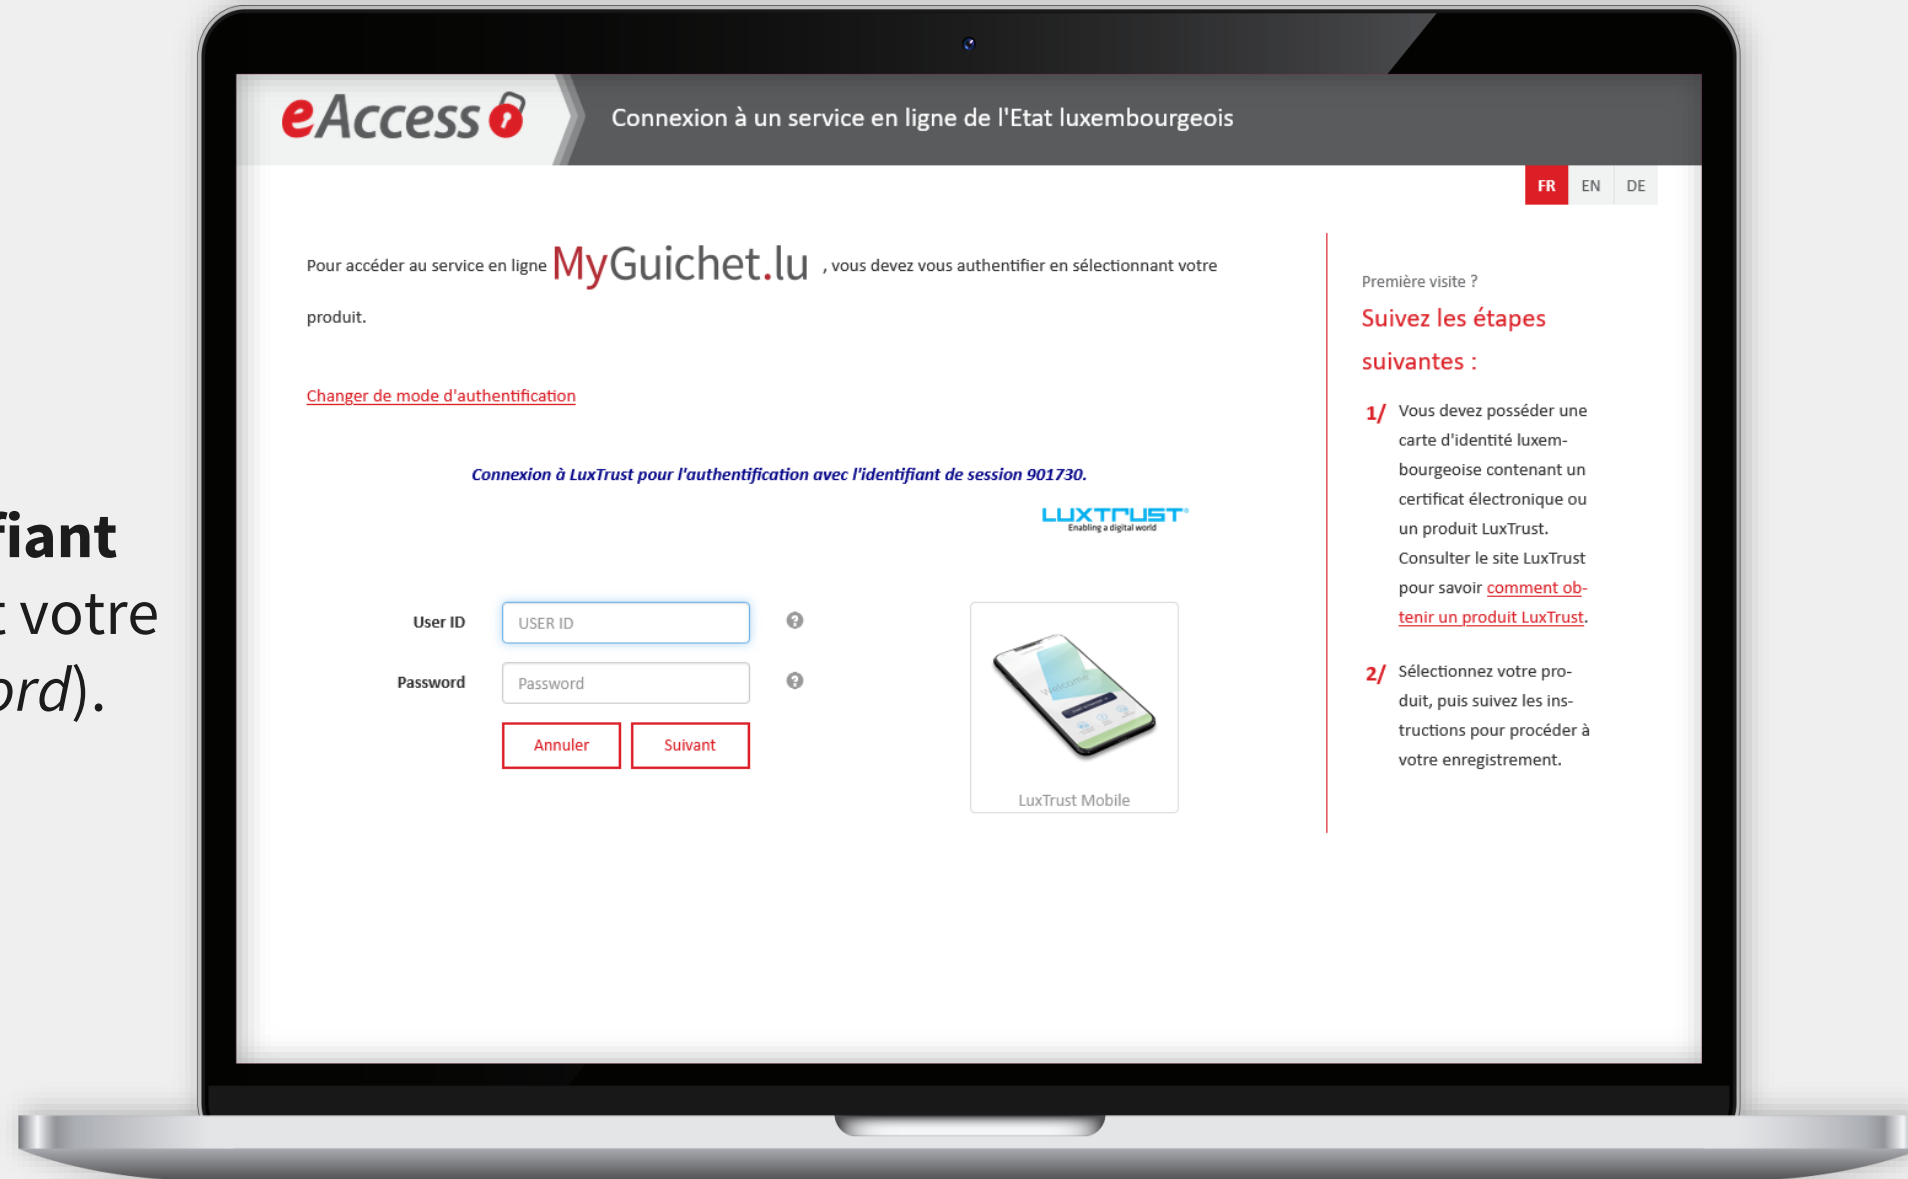 eAccess
Connexion à un service en ligne de l'Etat luxembourgeois
FR EN DE
Pour accéder au service en ligne MyGuichet.lu , vous devez vous authentifier en sélectionnant votre
produit.
Changer de mode d'authentification
Connexion à LuxTrust pour l'authentification avec l'identifiant de session 901730.
LUXTRUST
Enabling a digital world
User ID
USER ID
Password
Password
Annuler
Suivant
Welcome
LuxTrust Mobile
Première visite ?
Suivez les étapes
suivantes :
1/ Vous devez posséder une
carte d'identité luxem-
bourgeoise contenant un
certificat électronique ou
un produit LuxTrust.
Consulter le site LuxTrust
pour savoir comment ob-
tenir un produit LuxTrust.
2/ Sélectionnez votre pro-
duit, puis suivez les ins-
tructions pour procéder à
votre enregistrement.
fiant
t votre
ord).